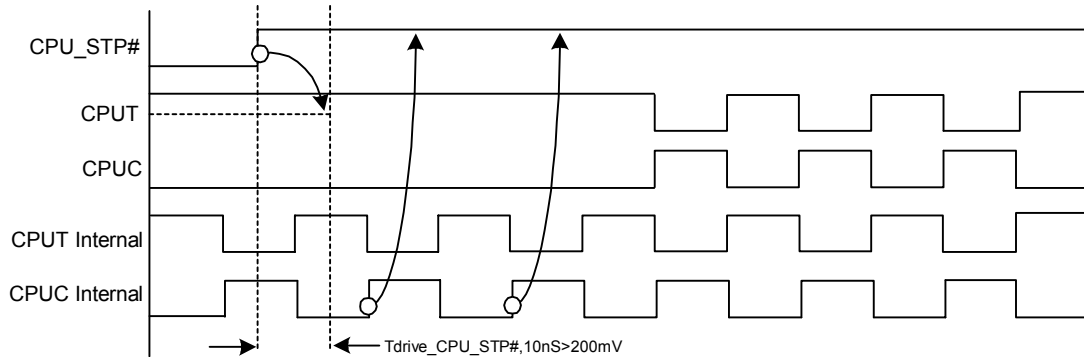 CPU_STP#
CPUT
CPUC
CPUT Internal
CPUC Internal
Tdrive_CPU_STP#,10nS>200mV